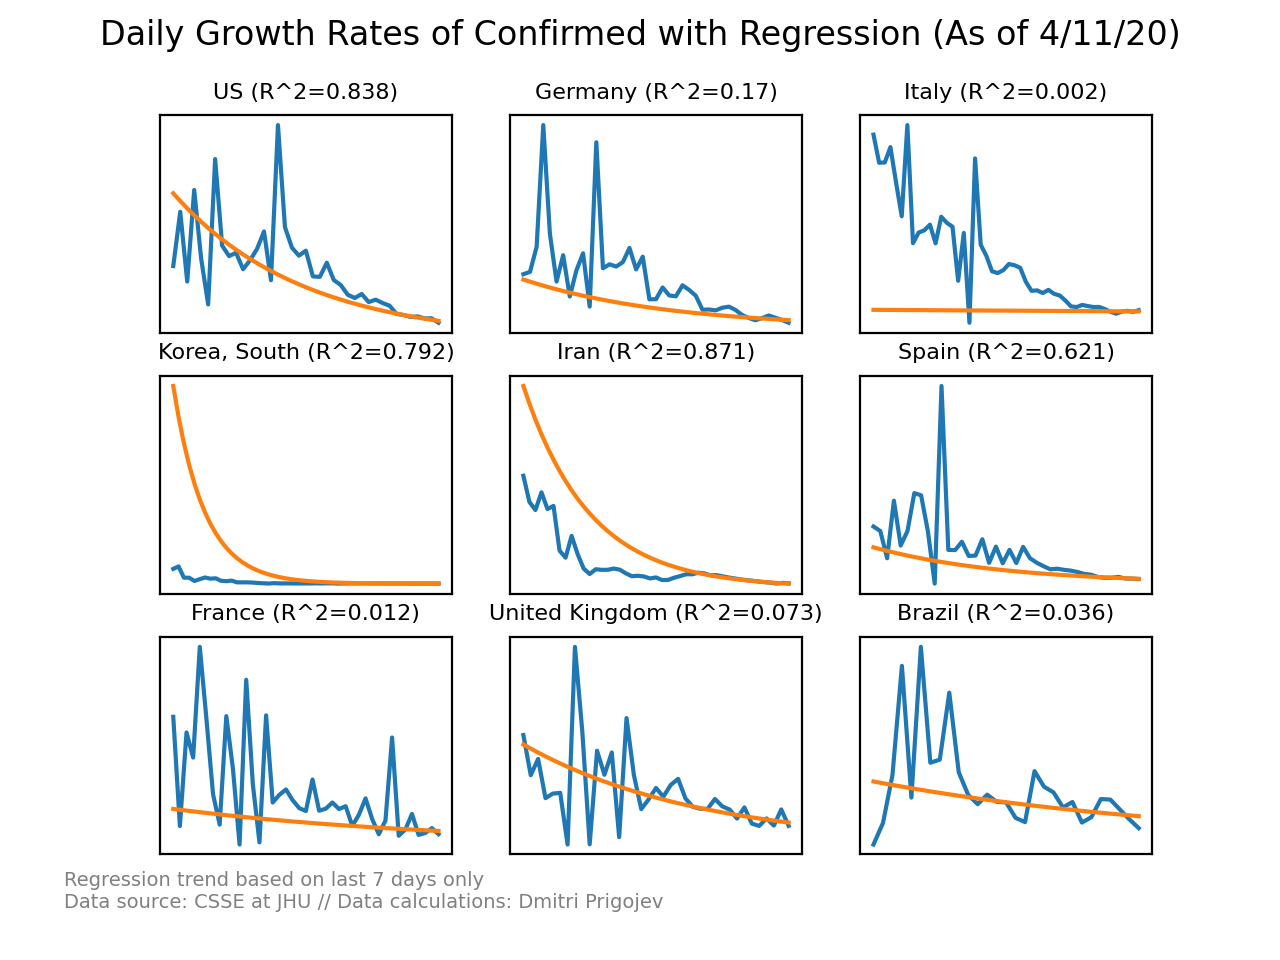 Daily Growth Rates of Confirmed with Regression (As of 4/11/20)
US (R^2=0.838)
Germany (R^2=0.17)
Italy (R^2=0.002)
Korea, South (R^2=0.792)
Iran (R^2=0.871)
Spain (R^2=0.621)
France (R^2=0.012)
United Kingdom (R^2=0.073)
Brazil (R^2=0.036)
Regression trend based on last 7 days only
Data source: CSSE at JHU // Data calculations: Dmitri Prigojev